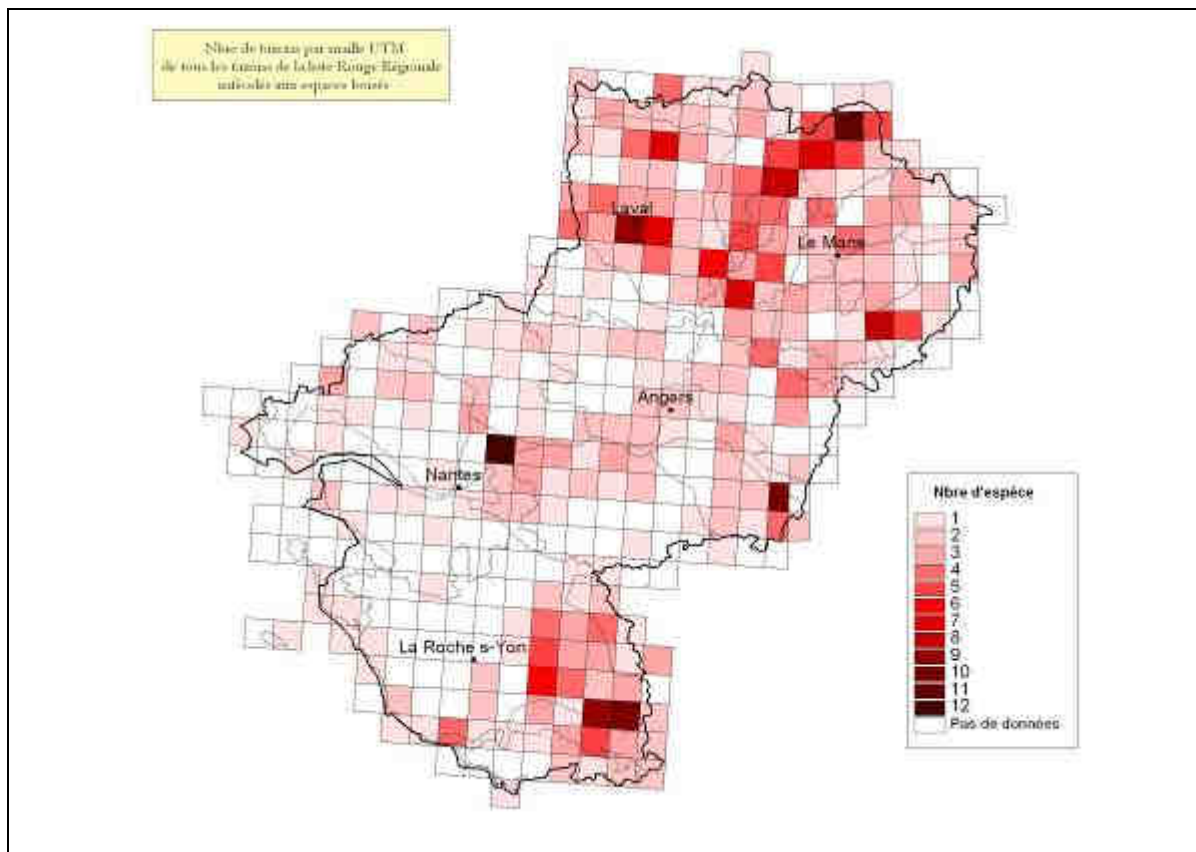 Nbre de taxons par maille UTM
de tous les taxons de la liste Rouge Régionale
aux espaces boisés
Laval
Le Mans
Angers
Nantes
La Roche s-Yon
Nbre d'espèce
1
2
3
4
5
6
7
8
9
10
11
12
Pas de données